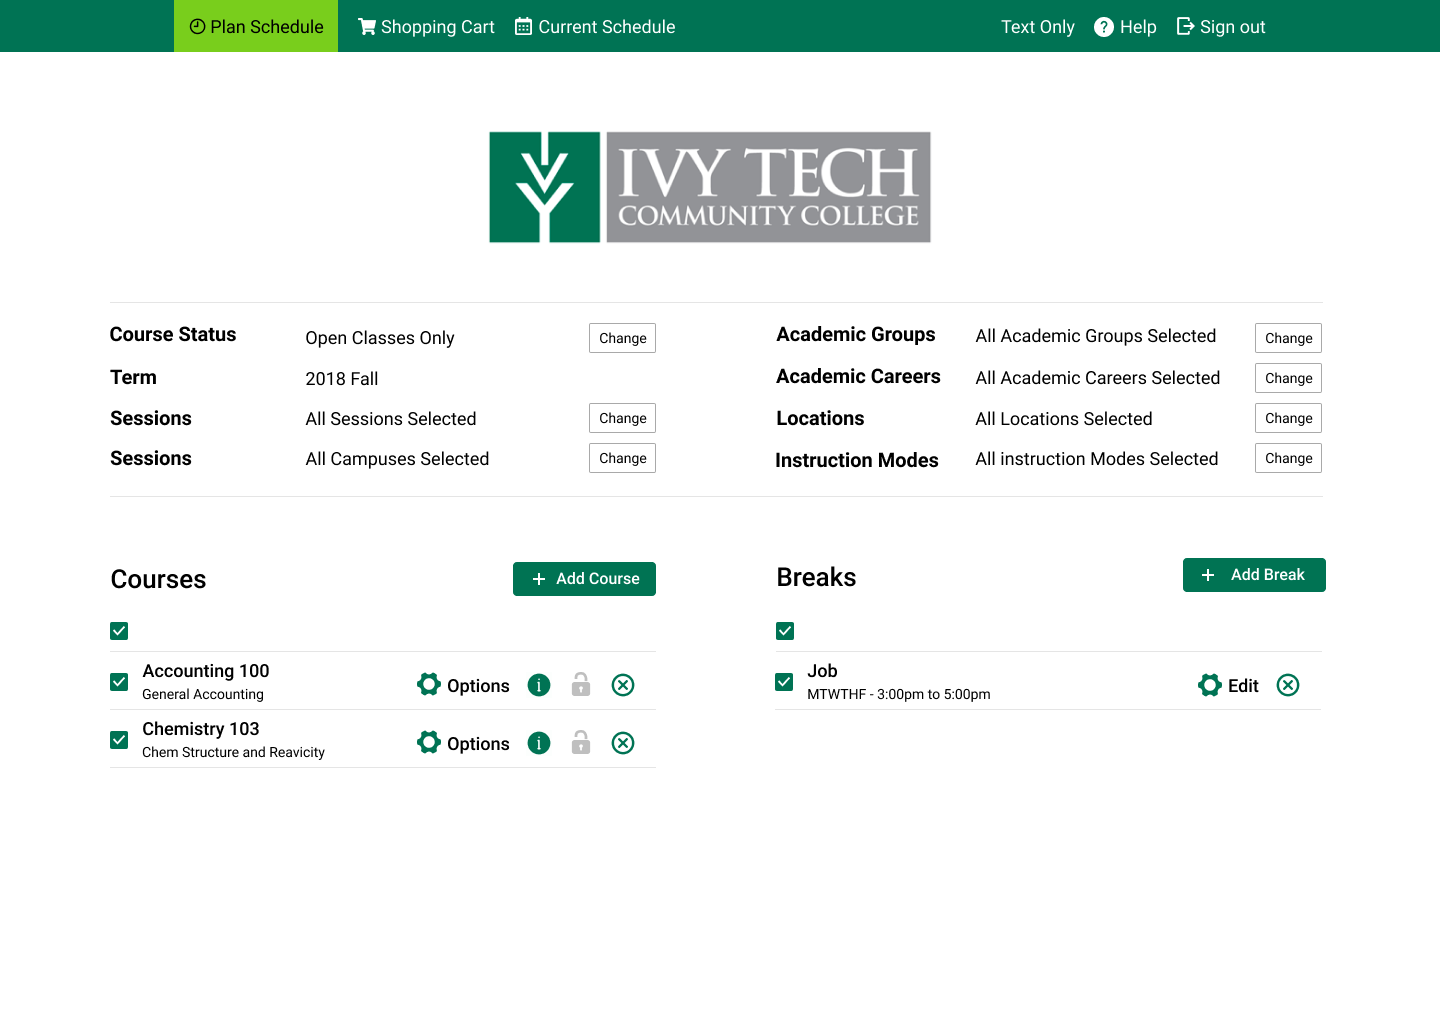 Plan Schedule
Shopping Cart
Current Schedule
Text Only
Help
Sign out
IVY TECH
COMMUNITY COLLEGE
Course Status
Open Classes Only
Change
Term
2018 Fall
Sessions
All Sessions Selected
Change
Sessions
All Campuses Selected
Change
Academic Groups
All Academic Groups Selected
Change
Academic Careers
All Academic Careers Selected
Change
Locations
All Locations Selected
Change
Instruction Modes
All instruction Modes Selected
Change
Courses
+ Add Course
Accounting 100
General Accounting
Options
Chemistry 103
Chem Structure and Reavicity
Options
Breaks
+ Add Break
Job
MTWTHF - 3:00pm to 5:00pm
Edit